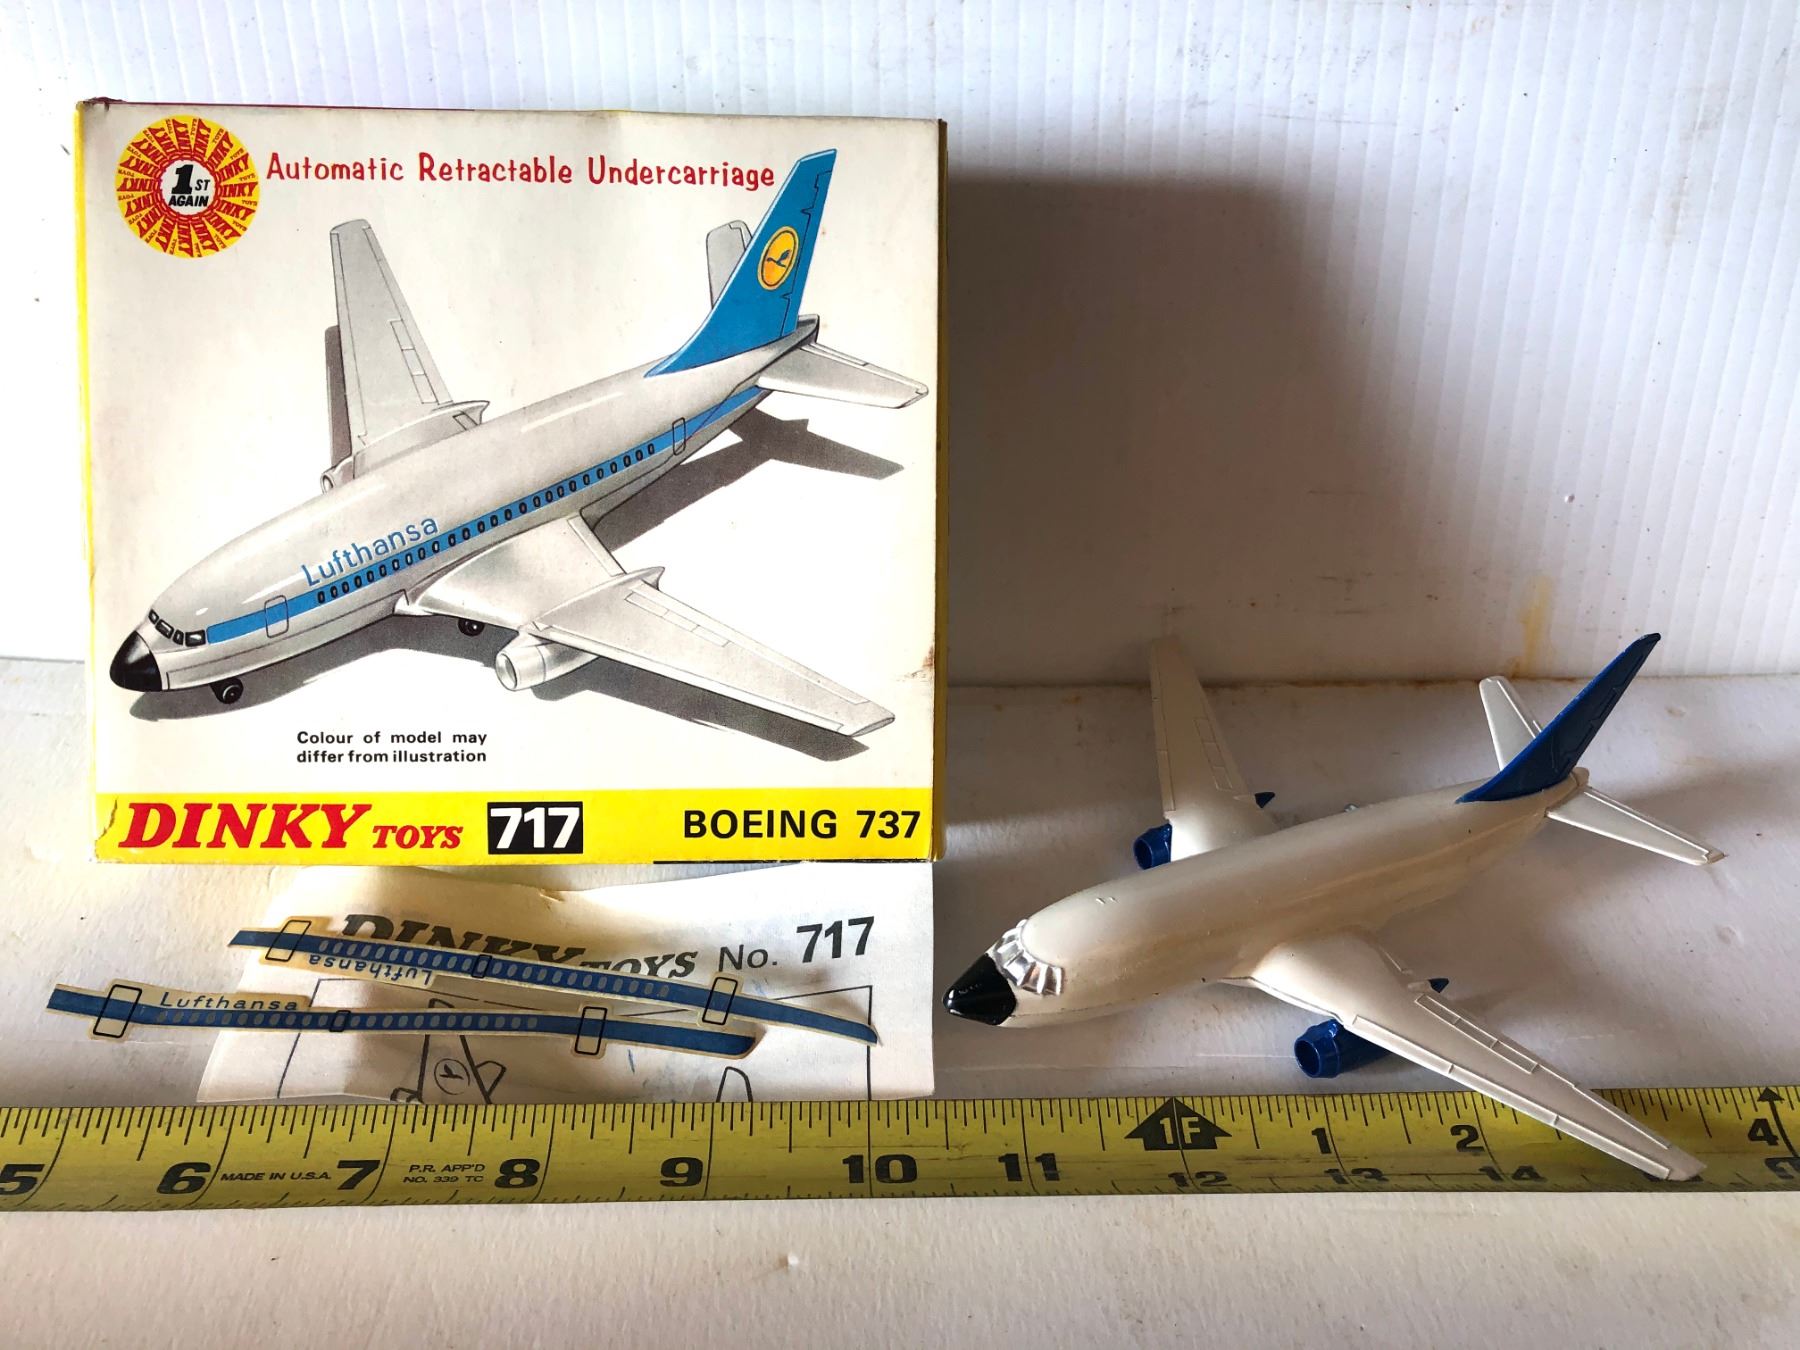 1ST
AGAIN
DINKY
TOYS
Automatic Retractable Undercarriage
Lufthansa
Colour of model may
differ from illustration
DINKY TOYS 717 BOEING 737
DINKY TOYS No. 717
Lufthansa
Lufthansa
1F 1 2 4
5 6 MADE IN U.S.A. 7 P.R. APP'D 8 9 10 11 12 13 14
NO. 339 TC